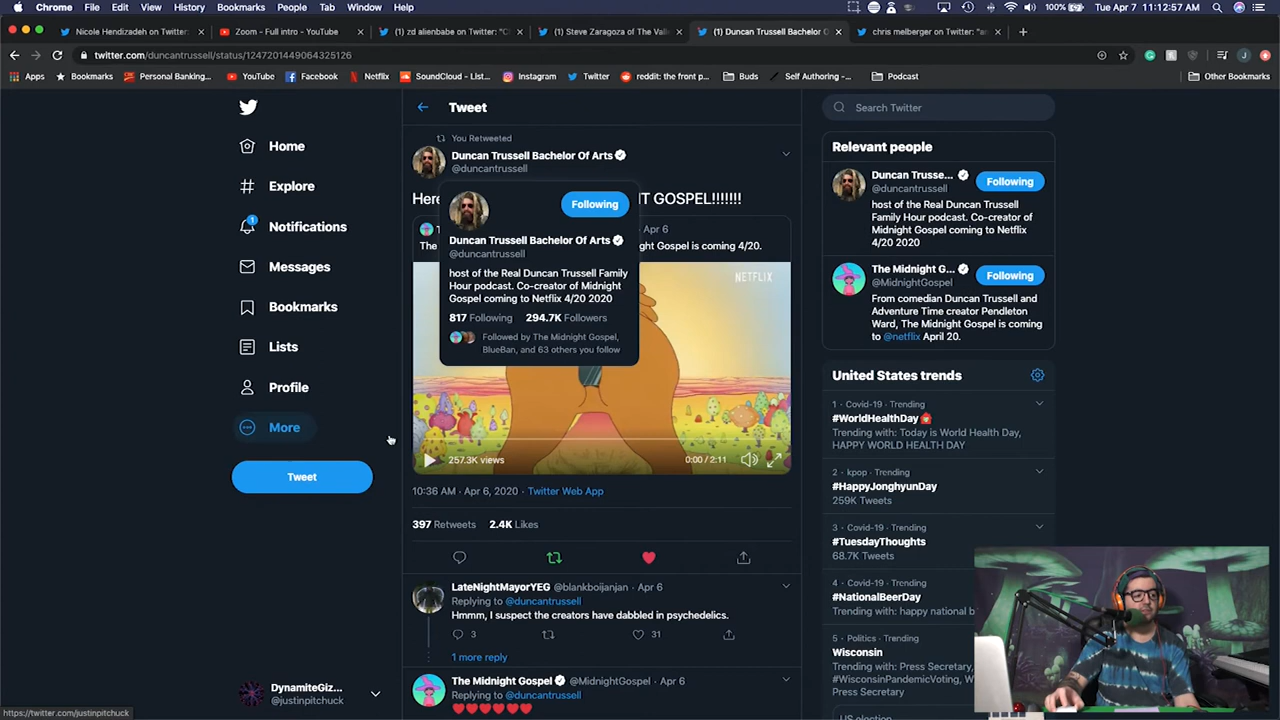 Chrome File Edit View History Bookmarks People Tab Window Help
100% Tue Apr 7 11:12:57 AM
Nicole Hendizadeh on Twitter:
Zoom - Full intro - YouTube
(1) zd alienbabe on Twitter: "C
(1) Steve Zaragoza of The Valle
(1) Duncan Trussell Bachelor O
chris melberger on Twitter: "an
twitter.com/duncantrussell/status/1247201449064325126
Apps Bookmarks Personal Banking... YouTube Facebook Netflix SoundCloud - List... Instagram Twitter reddit: the front p... Buds Self Authoring -... Podcast Other Bookmarks
Home
Explore
1
Notifications
Messages
Bookmarks
Lists
Profile
More
Tweet
DynamiteGiz...
@justinpitchuck
https://twitter.com/justinpitchuck
Tweet
You Retweeted
Duncan Trussell Bachelor Of Arts
@duncantrussell
Here
T GOSPEL!!!!!!!
T
Apr 6
The
night Gospel is coming 4/20.
Following
Duncan Trussell Bachelor Of Arts
@duncantrussell
host of the Real Duncan Trussell Family
Hour podcast. Co-creator of Midnight
Gospel coming to Netflix 4/20 2020
817 Following 294.7K Followers
Followed by The Midnight Gospel,
BlueBan, and 63 others you follow
NETFLIX
257.3K views
0:00 / 2:11
10:36 AM · Apr 6, 2020 · Twitter Web App
397 Retweets 2.4K Likes
LateNightMayorYEG @blankboijanjan · Apr 6
Replying to @duncantrussell
Hmmm, I suspect the creators have dabbled in psychedelics.
3
31
1 more reply
The Midnight Gospel @MidnightGospel · Apr 6
Replying to @duncantrussell
Search Twitter
Relevant people
Duncan Trusse...
@duncantrussell
Following
host of the Real Duncan Trussell
Family Hour podcast. Co-creator of
Midnight Gospel coming to Netflix
4/20 2020
The Midnight G...
@MidnightGospel
Following
From comedian Duncan Trussell and
Adventure Time creator Pendleton
Ward, The Midnight Gospel is coming
to @netflix April 20.
United States trends
1 · Covid-19 · Trending
#WorldHealthDay
Trending with: Today is World Health Day,
HAPPY WORLD HEALTH DAY
2 · kpop · Trending
#HappyJonghyunDay
259K Tweets
3 · Covid-19 · Trending
#TuesdayThoughts
68.7K Tweets
4 · Covid-19 · Trending
#NationalBeerDay
Trending with: happy national b
5 · Politics · Trending
Wisconsin
Trending with: Press Secretary,
#WisconsinPandemicVoting, W
Press Secretary
US election